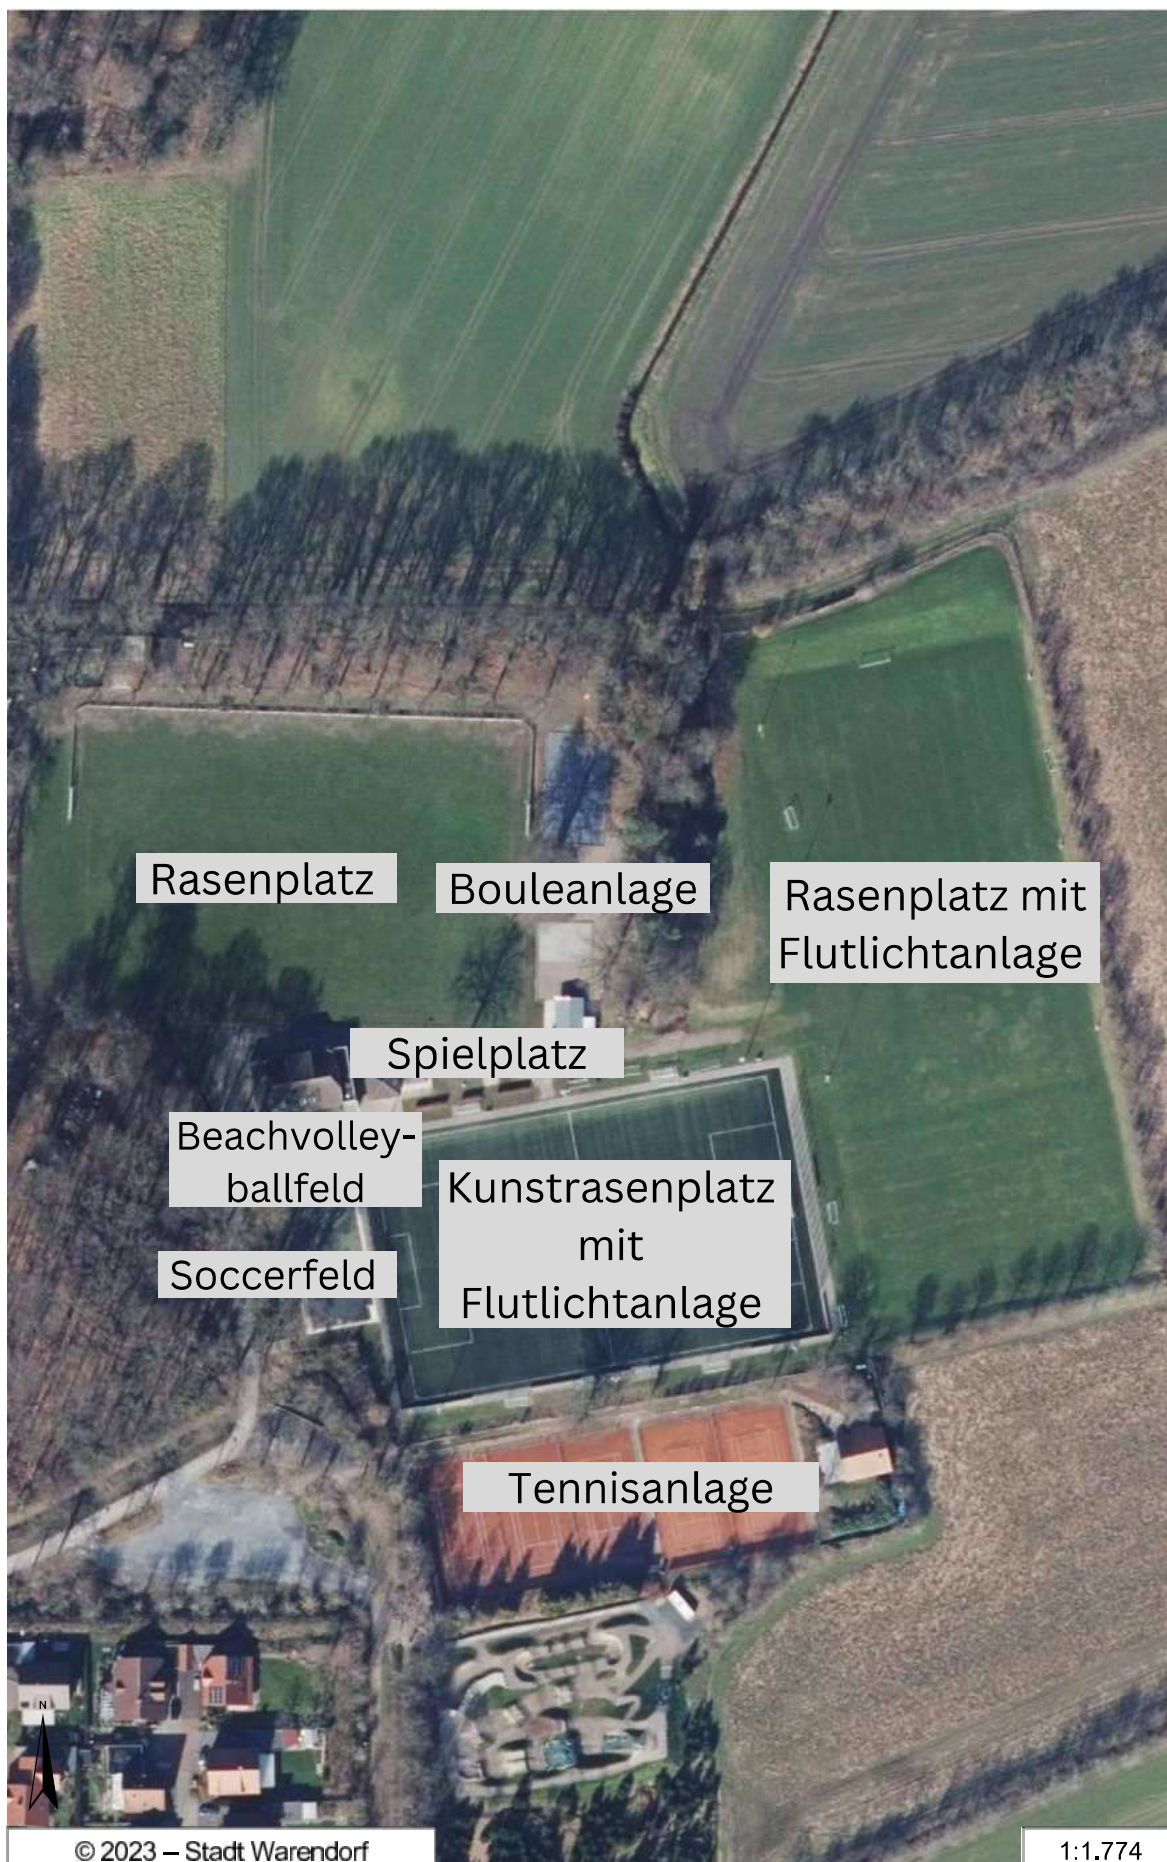 Rasenplatz
Bouleanlage
Rasenplatz mit
Flutlichtanlage
Spielplatz
Beachvolley-
ballfeld
Kunstrasenplatz
mit
Flutlichtanlage
Soccerfeld
Tennisanlage
N
© 2023 – Stadt Warendorf
1:1.774